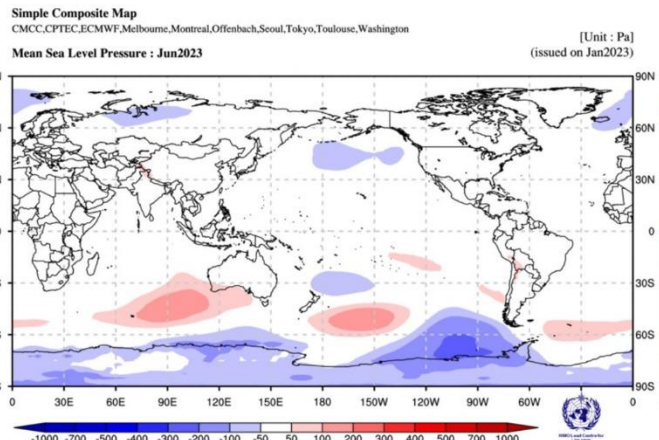 Simple Composite Map
CMCC,CPTEC,ECMWF,Melbourne,Montreal,Offenbach,Seoul,Tokyo,Toulouse,Washington
[Unit : Pa]
Mean Sea Level Pressure : Jun2023
(issued on Jan2023)
90N
60N
30N
0
30S
60S
90S
0 30E 60E 90E 120E 150E 180 150W 120W 90W 60W 0
-1000 -700 -500 -400 -300 -200 -100 -50 50 100 200 300 400 500 700 1000